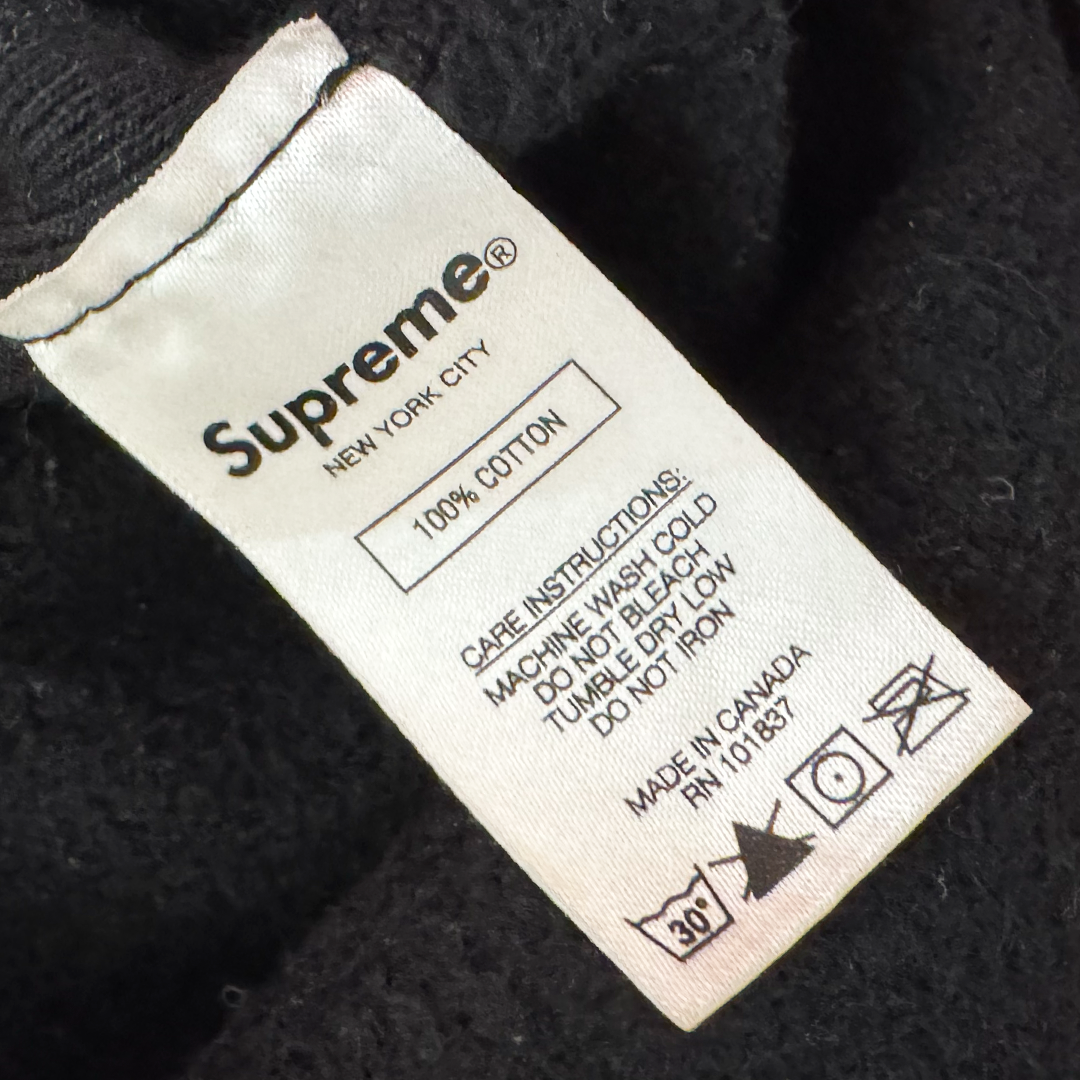 Supreme®
NEW YORK CITY
100% COTTON
CARE INSTRUCTIONS:
MACHINE WASH COLD
DO NOT BLEACH
TUMBLE DRY LOW
DO NOT IRON
MADE IN CANADA
RN 101837
30°